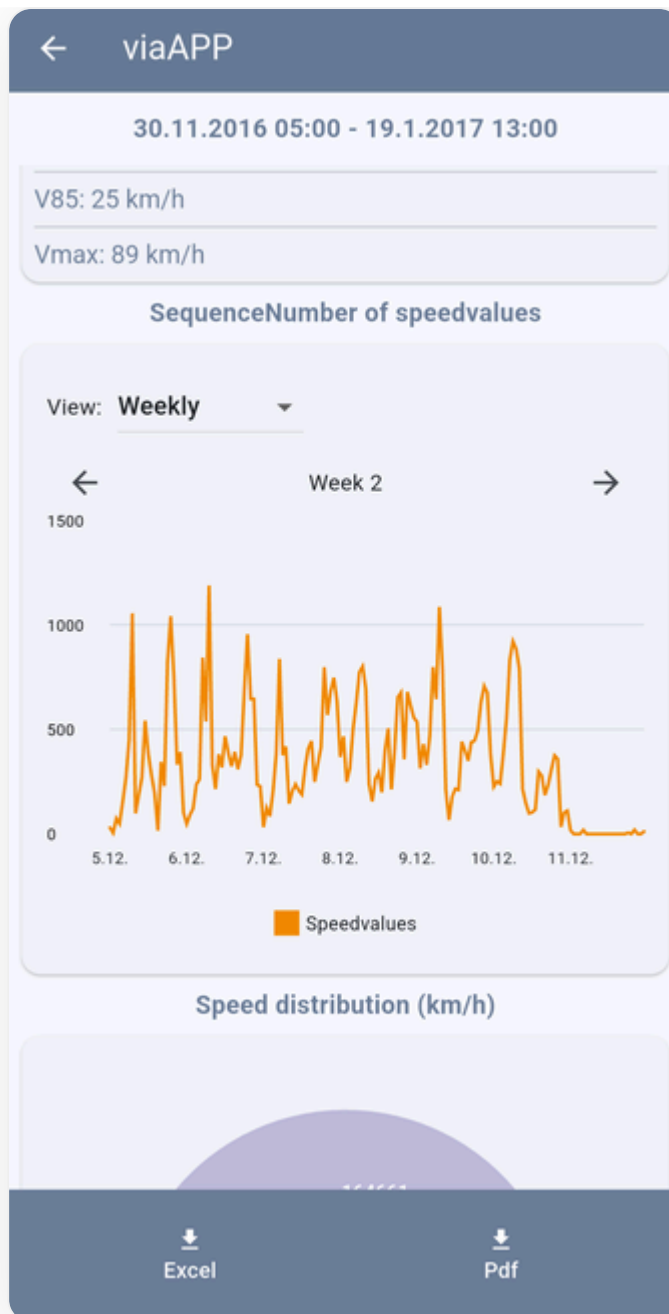 viaAPP
30.11.2016 05:00 - 19.1.2017 13:00
V85: 25 km/h
Vmax: 89 km/h
SequenceNumber of speedvalues
View: Weekly
Week 2
1500
1000
500
0
5.12. 6.12. 7.12. 8.12. 9.12. 10.12. 11.12.
Speedvalues
Speed distribution (km/h)
Excel Pdf